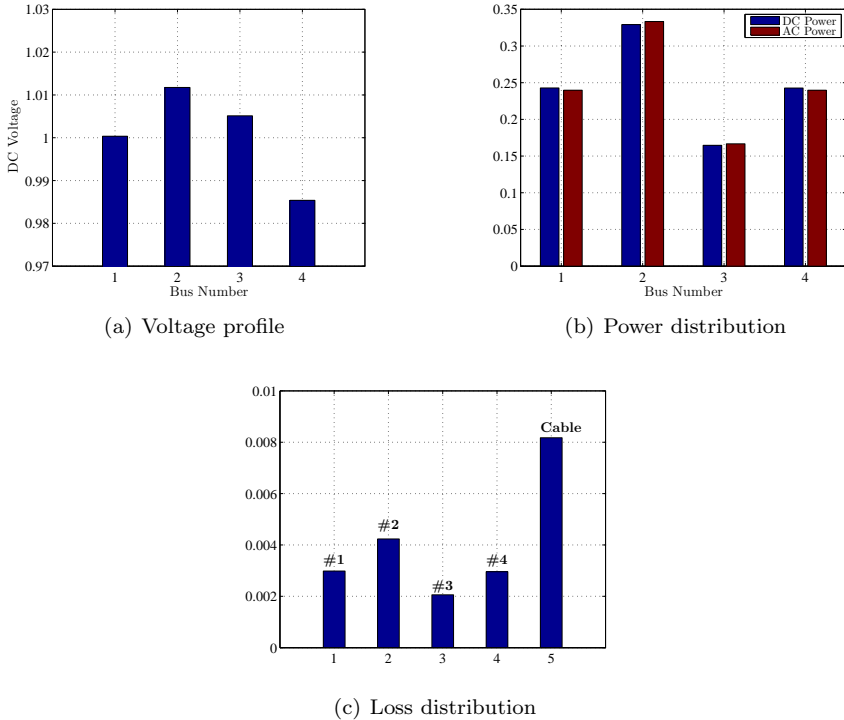 1.03
1.02
1.01
1
0.99
0.98
0.97
DC Voltage
1 2 3 4
Bus Number
(a) Voltage profile
0.35
0.3
0.25
0.2
0.15
0.1
0.05
0
DC Power
AC Power
1 2 3 4
Bus Number
(b) Power distribution
0.01
0.008
0.006
0.004
0.002
0
#1
#2
#3
#4
Cable
1 2 3 4 5
(c) Loss distribution